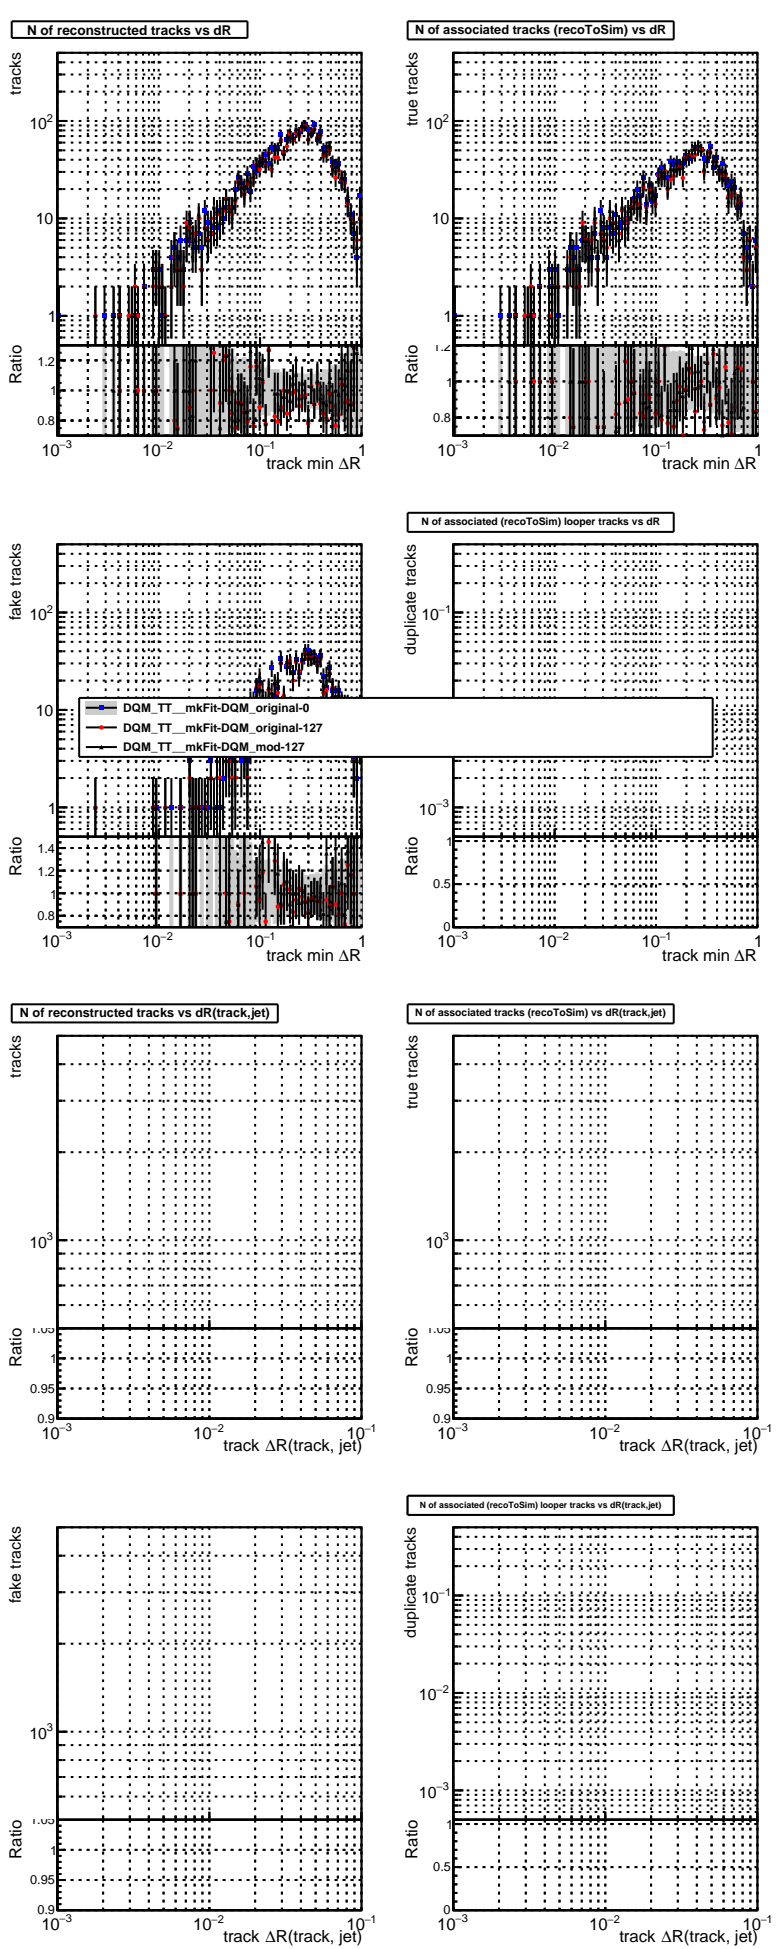 N of reconstructed tracks vs dR
tracks
10²
10
1
Ratio
1.2
1
0.8
10⁻³ 10⁻² 10⁻¹ 1
track min ΔR
N of associated tracks (recoToSim) vs dR
true tracks
10²
10
1
Ratio
1.2
1
0.8
10⁻³ 10⁻² 10⁻¹ 1
track min ΔR
fake tracks
10²
10
1
Ratio
1.4
1.2
1
0.8
10⁻³ 10⁻² 10⁻¹ 1
track min ΔR
N of associated (recoToSim) looper tracks vs dR
duplicate tracks
10⁻¹
10⁻³
Ratio
1
0.5
0
10⁻³ 10⁻² 10⁻¹ 1
track min ΔR
DQM_TT__mkFit-DQM_original-0
DQM_TT__mkFit-DQM_original-127
DQM_TT__mkFit-DQM_mod-127
N of reconstructed tracks vs dR(track,jet)
tracks
10³
Ratio
1.05
1
0.95
0.9
10⁻³ 10⁻² 10⁻¹
track ΔR(track, jet)
N of associated tracks (recoToSim) vs dR(track,jet)
true tracks
10³
Ratio
1.05
1
0.95
0.9
10⁻³ 10⁻² 10⁻¹
track ΔR(track, jet)
fake tracks
10³
Ratio
1.05
1
0.95
0.9
10⁻³ 10⁻² 10⁻¹
track ΔR(track, jet)
N of associated (recoToSim) looper tracks vs dR(track,jet)
duplicate tracks
10⁻¹
10⁻²
10⁻³
Ratio
1
0.5
0
10⁻³ 10⁻² 10⁻¹
track ΔR(track, jet)